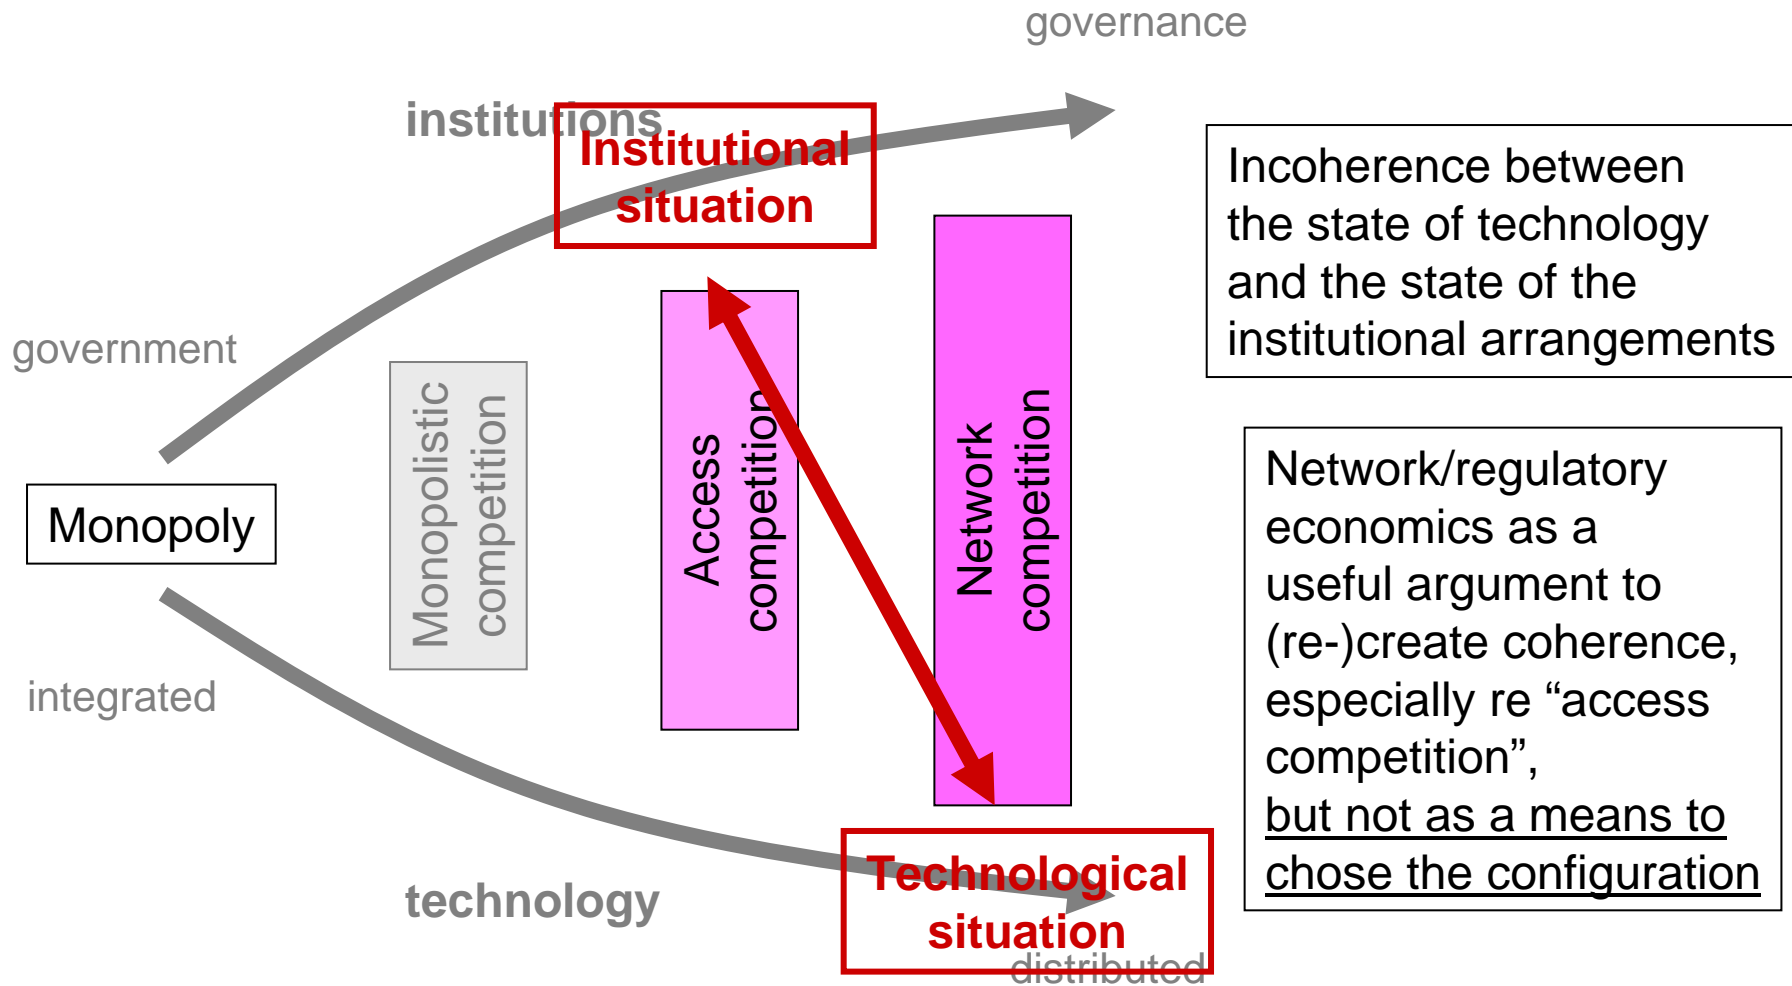 governance
institutions
Institutional
situation
Incoherence between
the state of technology
and the state of the
institutional arrangements
government
Monopoly
Monopolistic
competition
Access
competition
Network
competition
Network/regulatory
economics as a
useful argument to
(re-)create coherence,
especially re “access
competition”,
but not as a means to
chose the configuration
integrated
technology
Technological
situation
distributed